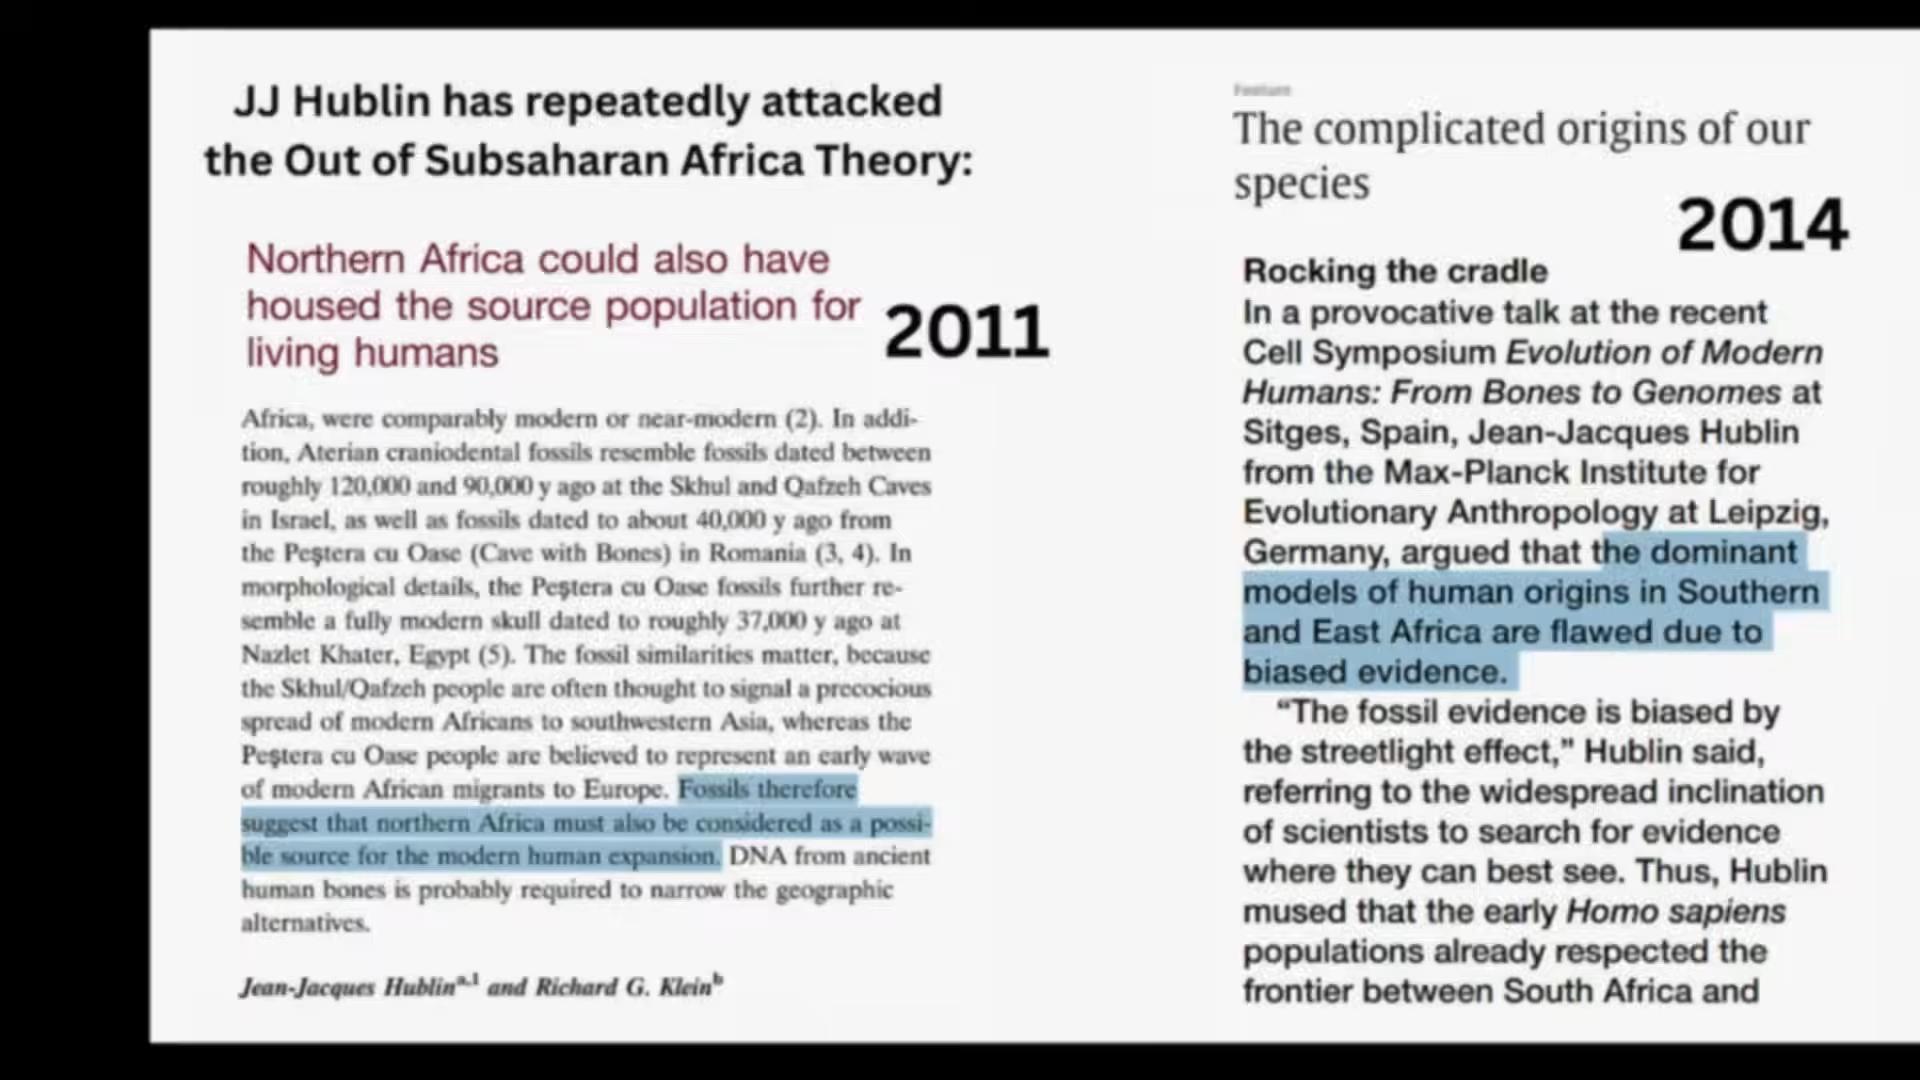 JJ Hublin has repeatedly attacked
the Out of Subsaharan Africa Theory:
Northern Africa could also have
housed the source population for
living humans
2011
Africa, were comparably modern or near-modern (2). In addi-
tion, Aterian craniodental fossils resemble fossils dated between
roughly 120,000 and 90,000 y ago at the Skhul and Qafzeh Caves
in Israel, as well as fossils dated to about 40,000 y ago from
the Peștera cu Oase (Cave with Bones) in Romania (3, 4). In
morphological details, the Peștera cu Oase fossils further re-
semble a fully modern skull dated to roughly 37,000 y ago at
Nazlet Khater, Egypt (5). The fossil similarities matter, because
the Skhul/Qafzeh people are often thought to signal a precocious
spread of modern Africans to southwestern Asia, whereas the
Peștera cu Oase people are believed to represent an early wave
of modern African migrants to Europe. Fossils therefore
suggest that northern Africa must also be considered as a possi-
ble source for the modern human expansion. DNA from ancient
human bones is probably required to narrow the geographic
alternatives.
Jean-Jacques Hublin a,1 and Richard G. Klein b
Feature
The complicated origins of our
species
2014
Rocking the cradle
In a provocative talk at the recent
Cell Symposium Evolution of Modern
Humans: From Bones to Genomes at
Sitges, Spain, Jean-Jacques Hublin
from the Max-Planck Institute for
Evolutionary Anthropology at Leipzig,
Germany, argued that the dominant
models of human origins in Southern
and East Africa are flawed due to
biased evidence.
“The fossil evidence is biased by
the streetlight effect,” Hublin said,
referring to the widespread inclination
of scientists to search for evidence
where they can best see. Thus, Hublin
mused that the early Homo sapiens
populations already respected the
frontier between South Africa and